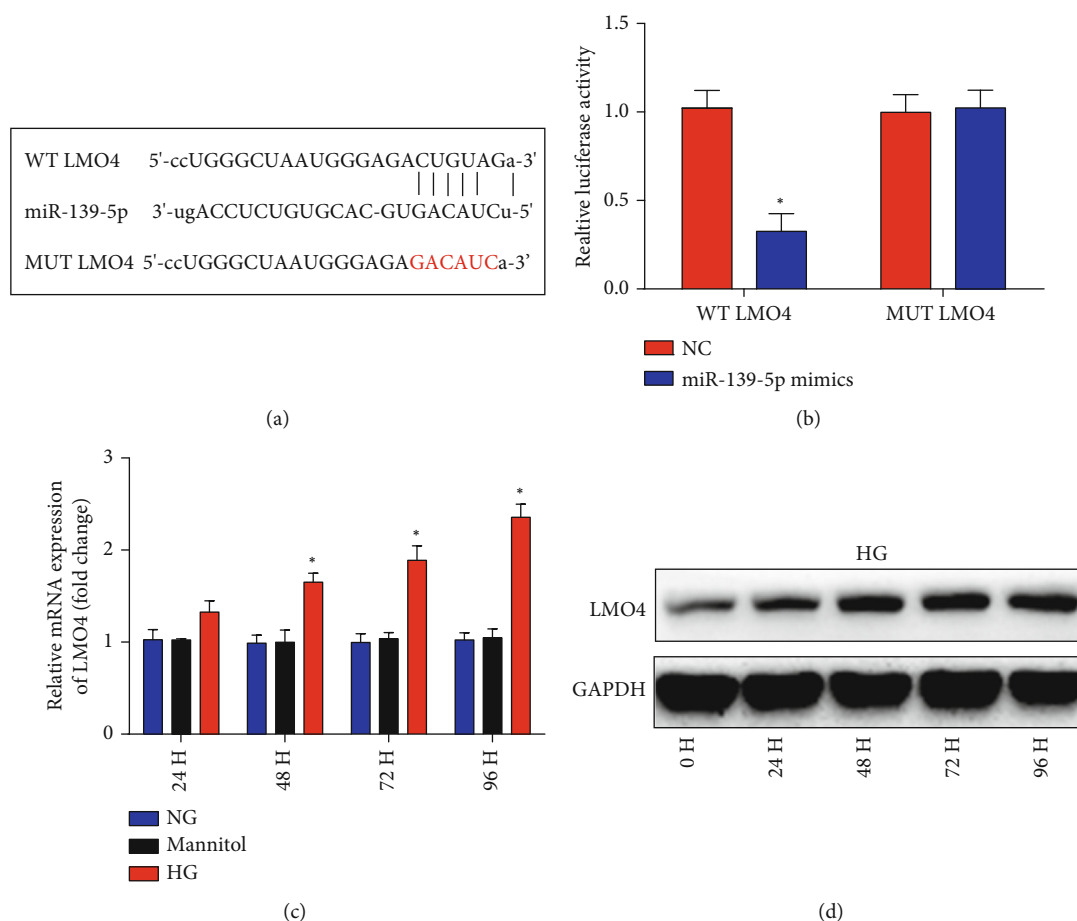 WT LMO4 5'-ccUGGGCUAAUGGGAGACUGUAGa-3'
miR-139-5p 3'-ugACCUCUGUGCAC-GUGACAUCu-5'
MUT LMO4 5'-ccUGGGCUAAUGGGAGAGACAUCa-3’
(a)
Realtive luciferase activity
1.5
1.0
0.5
0.0
*
WT LMO4 MUT LMO4
NC
miR-139-5p mimics
(b)
Relative mRNA expression
of LMO4 (fold change)
3
2
1
0
* * *
24 H 48 H 72 H 96 H
NG
Mannitol
HG
(c)
HG
LMO4
GAPDH
0 H 24 H 48 H 72 H 96 H
(d)